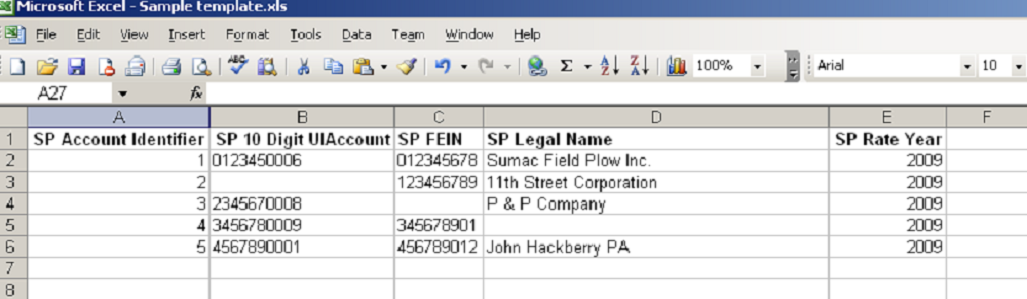 Microsoft Excel - Sample template.xls
File Edit View Insert Format Tools Data Team Window Help
ABC Σ A Z Z A 100% Arial 10
A27 fx
A B C D E F
1 SP Account Identifier SP 10 Digit UIAccount SP FEIN SP Legal Name SP Rate Year
2 1 0123450006 012345678 Sumac Field Plow Inc. 2009
3 2 123456789 11th Street Corporation 2009
4 3 2345670008 P & P Company 2009
5 4 3456780009 345678901 2009
6 5 4567890001 456789012 John Hackberry PA 2009
7
8